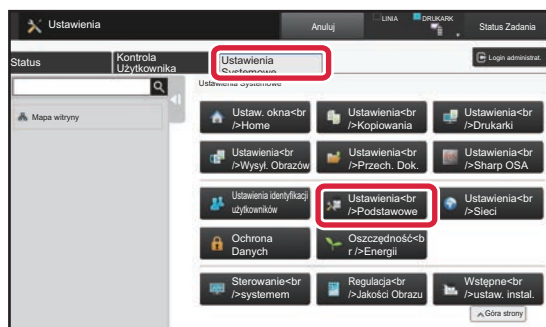 Ustawienia
Anuluj
LINIA
DRUKARK
Status Zadania
Status
Kontrola
Użytkownika
Ustawienia
Systemowe
Login administrat.
Ustawienia Systemowe
Mapa witryny
Ustaw. okna<br
/>Home
Ustawienia<br
/>Kopiowania
Ustawienia<br
/>Drukarki
Ustawienia<br
/>Wysył. Obrazów
Ustawienia<br
/>Przech. Dok.
Ustawienia<br
/>Sharp OSA
Ustawienia identyfikacji
użytkowników
Ustawienia<br
/>Podstawowe
Ustawienia<br
/>Sieci
Ochrona
Danych
Oszczędność<b
r />Energii
Sterowanie<br
/>systemem
Regulacja<br
/>Jakości Obrazu
Wstępne<br
/>ustaw. instal.
Góra strony